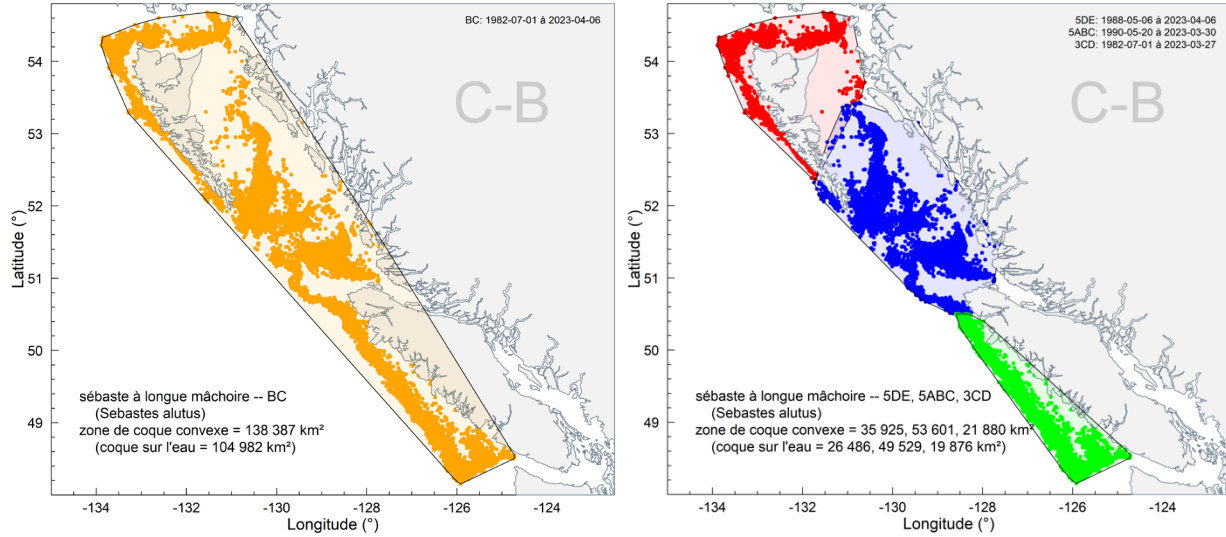 BC: 1982-07-01 à 2023-04-06
C-B
54
53
52
51
50
49
Latitude (°)
sébaste à longue mâchoire -- BC
(Sebastes alutus)
zone de coque convexe = 138 387 km²
(coque sur l'eau = 104 982 km²)
-134
-132
-130
-128
-126
-124
Longitude (°)
5DE: 1988-05-06 à 2023-04-06
5ABC: 1990-05-20 à 2023-03-30
3CD: 1982-07-01 à 2023-03-27
C-B
54
53
52
51
50
49
Latitude (°)
sébaste à longue mâchoire -- 5DE, 5ABC, 3CD
(Sebastes alutus)
zone de coque convexe = 35 925, 53 601, 21 880 km²
(coque sur l'eau = 26 486, 49 529, 19 876 km²)
-134
-132
-130
-128
-126
-124
Longitude (°)